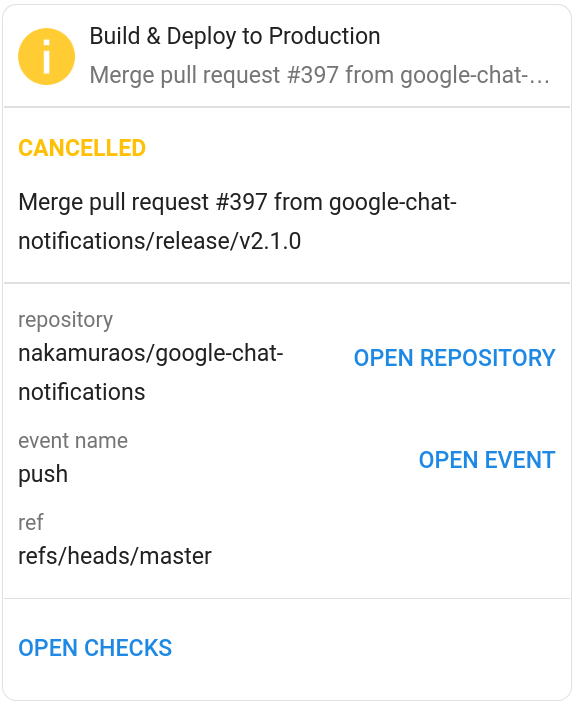 Build & Deploy to Production
Merge pull request #397 from google-chat-…
CANCELLED
Merge pull request #397 from google-chat-
notifications/release/v2.1.0
repository
nakamuraos/google-chat-
notifications
OPEN REPOSITORY
event name
push
OPEN EVENT
ref
refs/heads/master
OPEN CHECKS